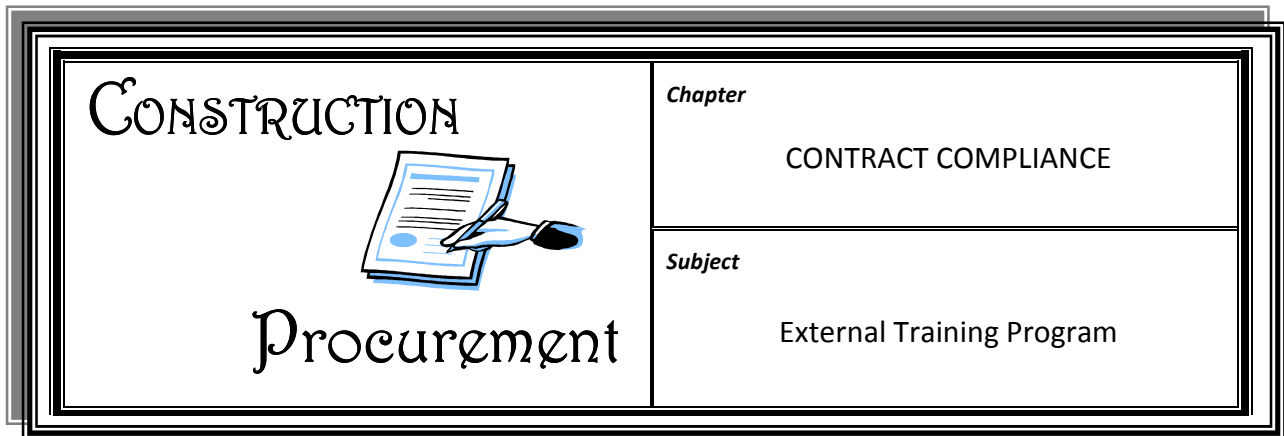 CONSTRUCTION
Procurement
Chapter
CONTRACT COMPLIANCE
Subject
External Training Program